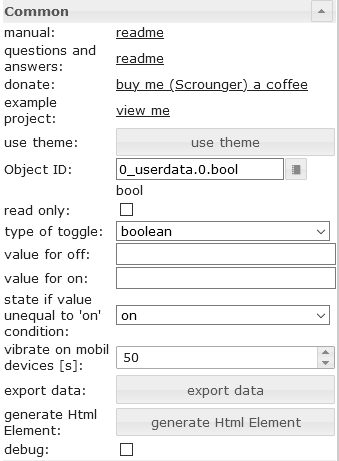 Common
manual: readme
questions and
answers: readme
donate: buy me (Scrounger) a coffee
example
project: view me
use theme: use theme
Object ID: 0_userdata.0.bool
bool
read only:
type of toggle: boolean
value for off:
value for on:
state if value
unequal to 'on' on
condition:
vibrate on mobil
devices [s]: 50
export data: export data
generate Html
Element: generate Html Element
debug: